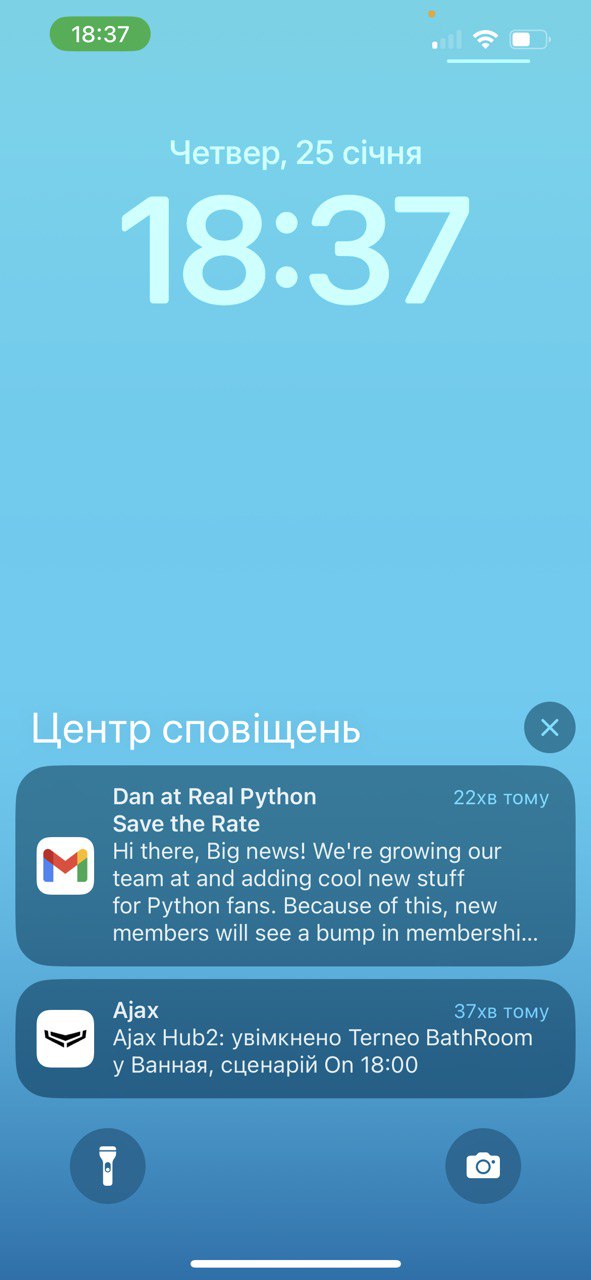 18:37
Четвер, 25 січня
18:37
Центр сповіщень
Dan at Real Python
22хв тому
Save the Rate
Hi there, Big news! We're growing our
team at and adding cool new stuff
for Python fans. Because of this, new
members will see a bump in membershi...
Ajax
37хв тому
Ajax Hub2: увімкнено Terneo BathRoom
у Ванная, сценарій On 18:00